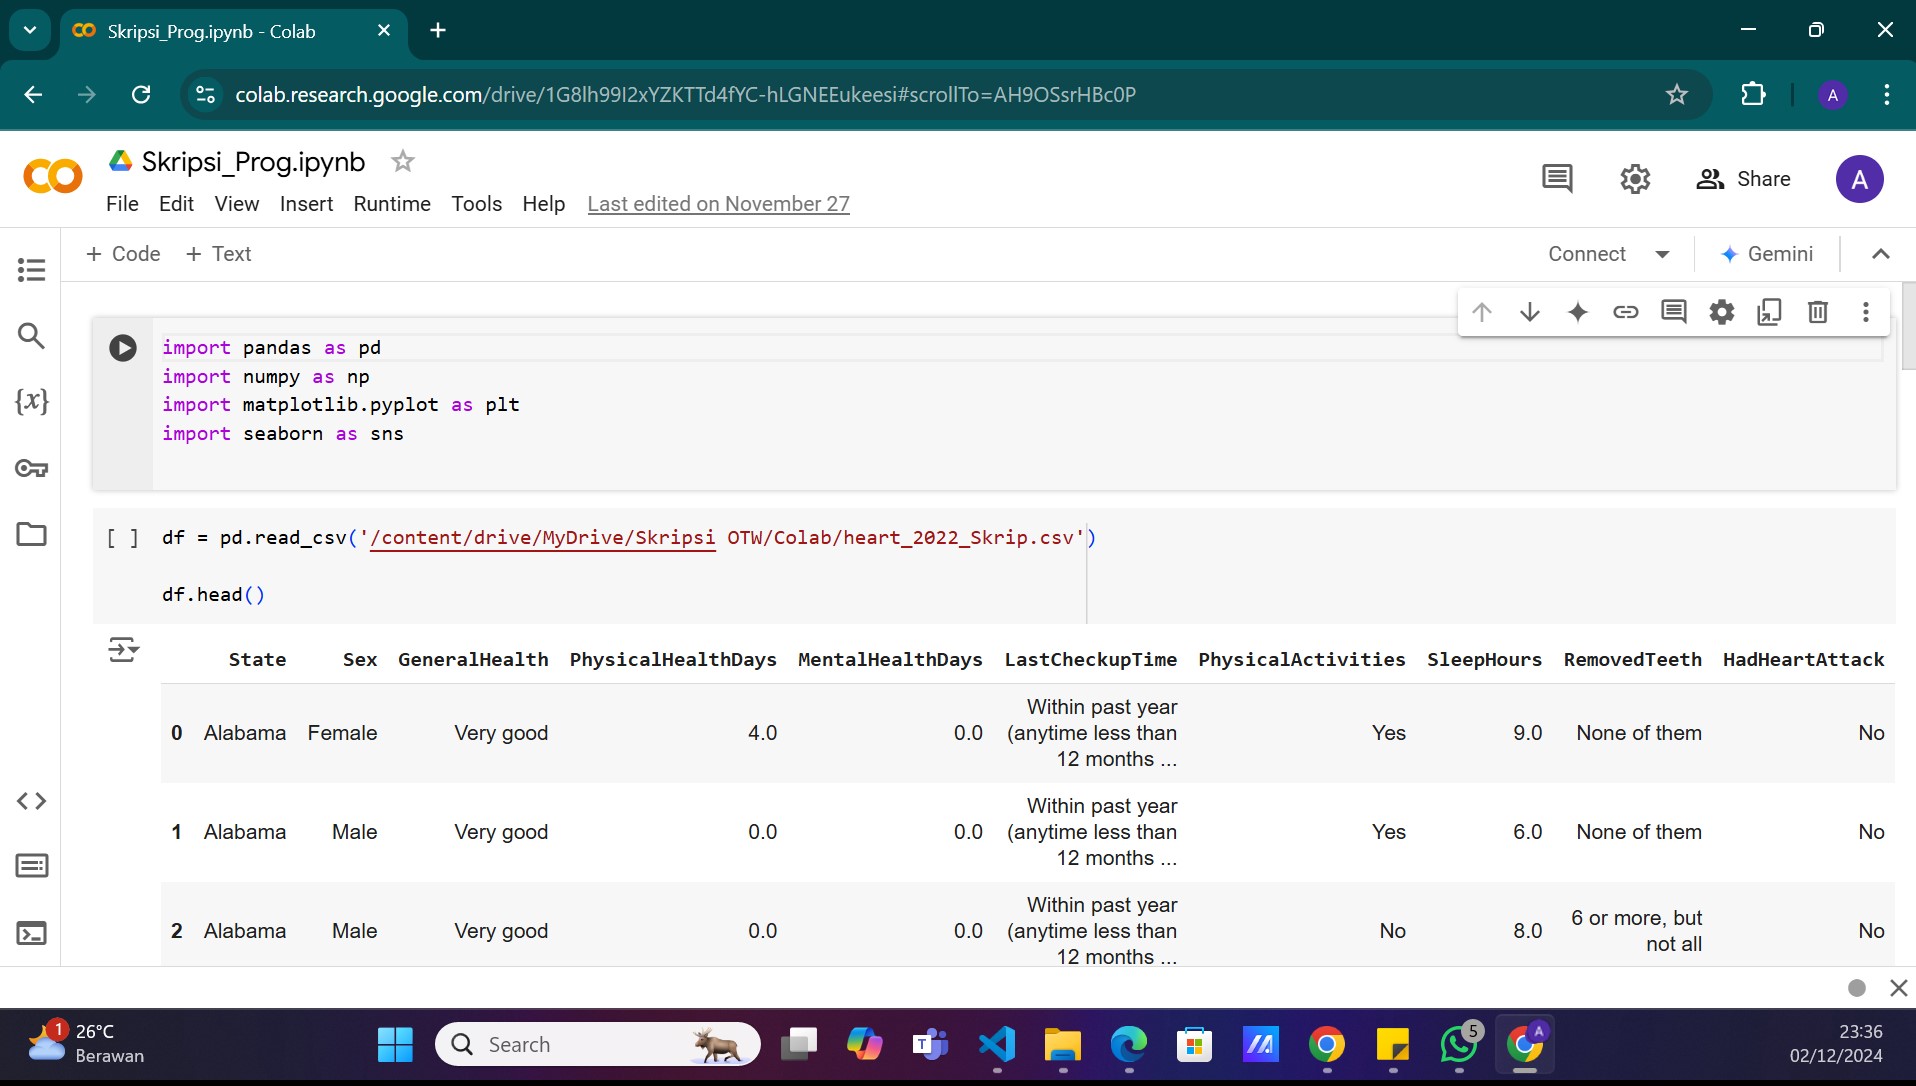 Skripsi_Prog.ipynb - Colab
colab.research.google.com/drive/1G8lh99I2xYZKTTd4fYC-hLGNEEukeesi#scrollTo=AH9OSsrHBc0P
A
Skripsi_Prog.ipynb
File Edit View Insert Runtime Tools Help Last edited on November 27
Share
A
+ Code + Text
Connect
Gemini
import pandas as pd
import numpy as np
import matplotlib.pyplot as plt
import seaborn as sns
{x}
[ ] df = pd.read_csv('/content/drive/MyDrive/Skripsi OTW/Colab/heart_2022_Skrip.csv')
df.head()
State Sex GeneralHealth PhysicalHealthDays MentalHealthDays LastCheckupTime PhysicalActivities SleepHours RemovedTeeth HadHeartAttack
0 Alabama Female Very good 4.0 0.0 Within past year (anytime less than 12 months ... Yes 9.0 None of them No
1 Alabama Male Very good 0.0 0.0 Within past year (anytime less than 12 months ... Yes 6.0 None of them No
2 Alabama Male Very good 0.0 0.0 Within past year (anytime less than 12 months ... No 8.0 6 or more, but not all No
1
26°C
Berawan
Search
T
5
A
23:36
02/12/2024